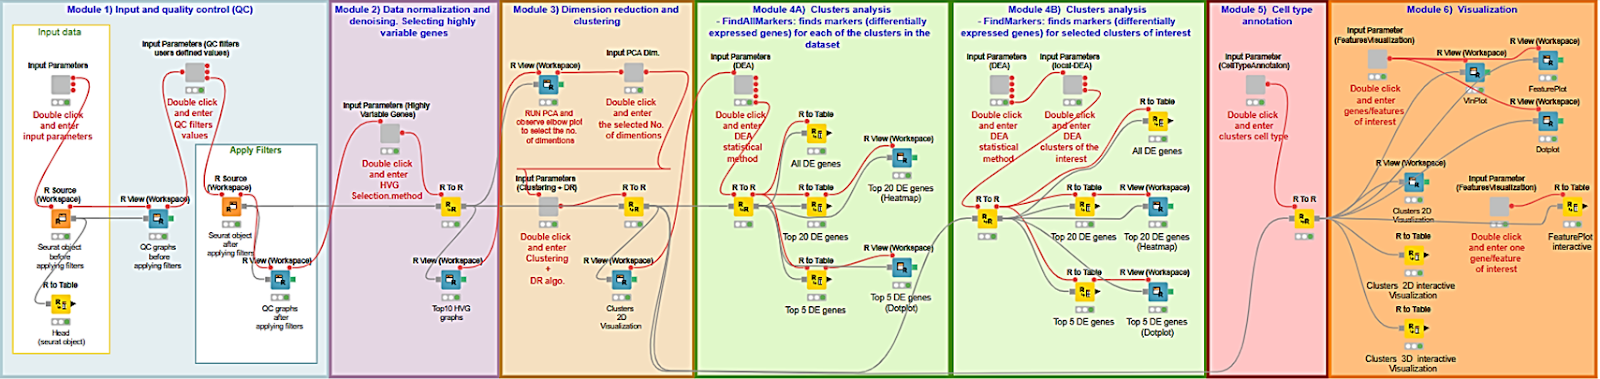 Module 1) Input and quality control (QC)
Input data
Input Parameters
Double click
and enter
input parameters
R Source
(Workspace)
Seurat object
before
applying filters
R to Table
Head
(seurat object)
Input Parameters (QC filters
users defined values)
Double click
and enter
QC filters
values
R View (Workspace)
QC graphs
before
applying filters
Apply Filters
R Source
(Workspace)
Seurat object
after
applying filters
R View (Workspace)
QC graphs
after
applying filters
Module 2) Data normalization and
denoising. Selecting highly
variable genes
Input Parameters (Highly
Variable Genes)
Double click
and enter
HVG
Selection.method
R To R
R View (Workspace)
Top10 HVG
graphs
Module 3) Dimension reduction and
clustering
R View (Workspace)
RUN PCA and
observe elbow plot
to select the no.
of dimentions
Input PCA Dim.
Double click
and enter
the selected No.
of dimentions
Input Parameters
(Clustering + DR)
Double click
and enter
Clustering
+
DR algo.
R To R
R View (Workspace)
Clusters
2D
Visualization
Module 4A) Clusters analysis
- FindAllMarkers: finds markers (differentially
expressed genes) for each of the clusters in the
dataset
Input Parameters
(DEA)
Double click
and enter
DEA
statistical
method
R To R
R to Table
All DE genes
R to Table
Top 20 DE genes
R View (Workspace)
Top 20 DE genes
(Heatmap)
R to Table
Top 5 DE genes
R View (Workspace)
Top 5 DE genes
(Dotplot)
Module 4B) Clusters analysis
- FindMarkers: finds markers (differentially
expressed genes) for selected clusters of interest
Input Parameters
(DEA)
Double click
and enter
DEA
statistical
method
Input Parameters
(local-DEA)
Double click
and enter
DEA
clusters of the
interest
R To R
R to Table
All DE genes
R to Table
Top 20 DE genes
R View (Workspace)
Top 20 DE genes
(Heatmap)
R to Table
Top 5 DE genes
R View (Workspace)
Top 5 DE genes
(Dotplot)
Module 5) Cell type
annotation
Input Parameter
(CellTypeAnnotaion)
Double click
and enter
clusters cell type
R To R
Module 6) Visualization
Input Parameter
(FeaturesVisualization)
Double click
and enter
genes/features
of interest
R View (Workspace)
VlnPlot
R View (Workspace)
FeaturePlot
R View (Workspace)
Dotplot
R View (Workspace)
Clusters 2D
Visualization
Input Parameter
(FeaturesVisualization)
Double click
and enter one
gene/feature
of interest
R to Table
FeaturePlot
interactive
R to Table
Clusters 2D interactive
Visualization
R to Table
Clusters 3D interactive
Visualization